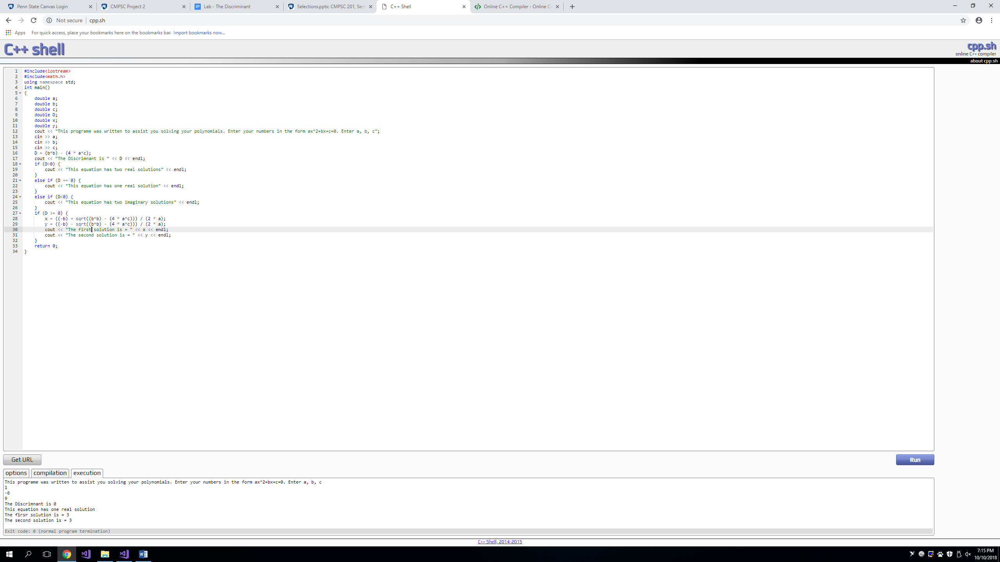 Penn State Canvas Login
CMPSC Project 2
Lab - The Discriminant
Selections.pptx: CMPSC 201, Sect
C++ Shell
Online C++ Compiler - Online C
Not secure cpp.sh
Apps For quick access, place your bookmarks here on the bookmarks bar. Import bookmarks now...
C++ shell
cpp.sh
online C++ compiler
about cpp.sh
1 #include<iostream>
2 #include<math.h>
3 using namespace std;
4 int main()
5 {
6 double a;
7 double b;
8 double c;
9 double D;
10 double x;
11 double y;
12 cout << "This programe was written to assist you solving your polynomials. Enter your numbers in the form ax^2+bx+c=0. Enter a, b, c";
13 cin >> a;
14 cin >> b;
15 cin >> c;
16 D = (b*b) - (4 * a*c);
17 cout << "The Discrimnant is " << D << endl;
18 if (D>0) {
19 cout << "This equation has two real solutions" << endl;
20 }
21 else if (D == 0) {
22 cout << "This equation has one real solution" << endl;
23 }
24 else if (D<0) {
25 cout << "This equation has two imaginary solutions" << endl;
26 }
27 if (D >= 0) {
28 x = ((-b) + sqrt((b*b) - (4 * a*c))) / (2 * a);
29 y = ((-b) - sqrt((b*b) - (4 * a*c))) / (2 * a);
30 cout << "The first solution is = " << x << endl;
31 cout << "The second solution is = " << y << endl;
32 }
33 return 0;
34 }
Get URL
Run
options compilation execution
This programe was written to assist you solving your polynomials. Enter your numbers in the form ax^2+bx+c=0. Enter a, b, c
1
-6
9
The Discrimnant is 0
This equation has one real solution
The firsr solution is = 3
The second solution is = 3
Exit code: 0 (normal program termination)
C++ Shell, 2014-2015
7:15 PM
10/10/2018